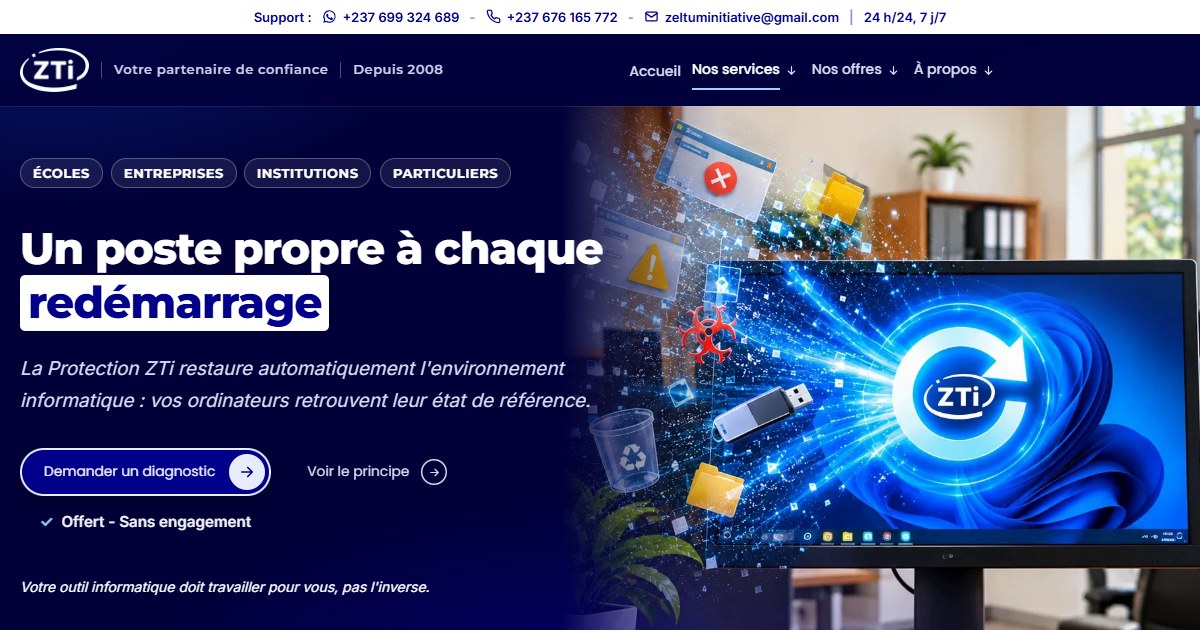 Support : +237 699 324 689 - +237 676 165 772 - zeltuminitiative@gmail.com | 24 h/24, 7 j/7
ZTi | Votre partenaire de confiance | Depuis 2008
Accueil Nos services ↓ Nos offres ↓ À propos ↓
ÉCOLES ENTREPRISES INSTITUTIONS PARTICULIERS
Un poste propre à chaque
redémarrage
La Protection ZTi restaure automatiquement l'environnement
informatique : vos ordinateurs retrouvent leur état de référence.
Demander un diagnostic → Voir le principe →
Offert - Sans engagement
Votre outil informatique doit travailler pour vous, pas l'inverse.
ZTi